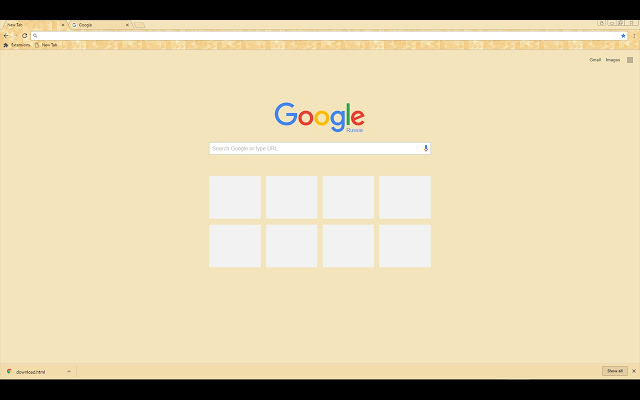 New Tab
Google
Extensions
New Tab
Gmail
Images
Google
Russia
Search Google or type URL
download.html
Show all